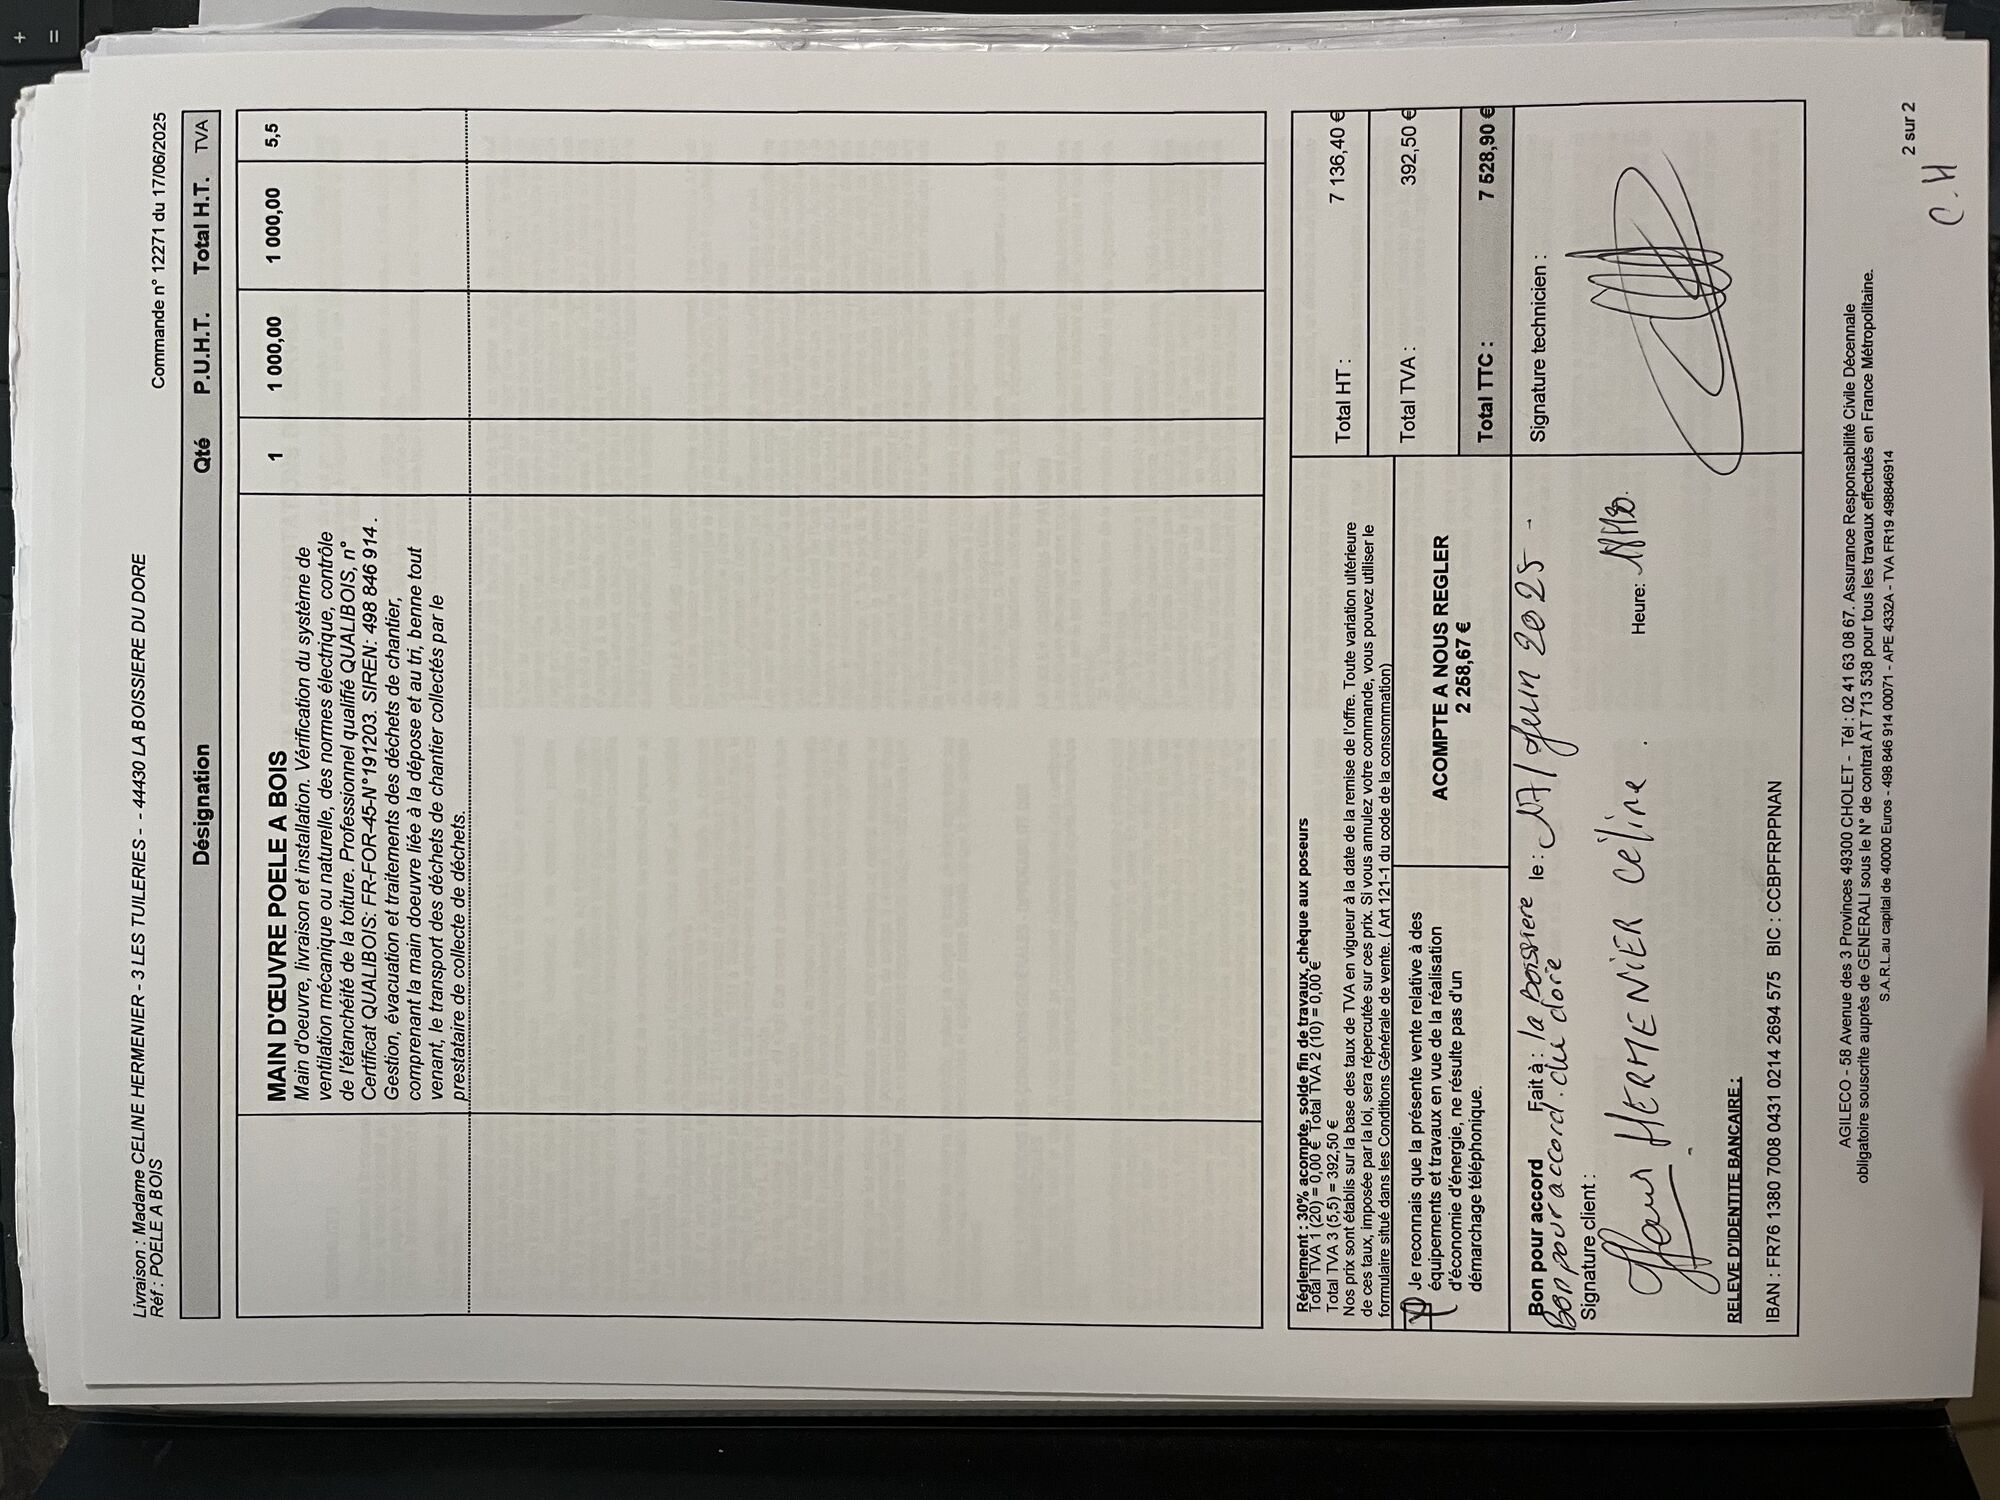 Livraison : Madame CELINE HERMENIER - 3 LES TUILERIES - - 44430 LA BOISSIERE DU DORE
Réf : POELE A BOIS
Commande n° 12271 du 17/06/2025
Désignation Qté P.U.H.T. Total H.T. TVA
MAIN D'ŒUVRE POELE A BOIS 1 1 000,00 1 000,00 5,5
Main d'oeuvre, livraison et installation. Vérification du système de
ventilation mécanique ou naturelle, des normes électrique, contrôle
de l'étanchéité de la toiture. Professionnel qualifié QUALIBOIS, n°
Certificat QUALIBOIS: FR-FOR-45-N°191203. SIREN: 498 846 914.
Gestion, évacuation et traitements des déchets de chantier,
comprenant la main doeuvre liée à la dépose et au tri, benne tout
venant, le transport des déchets de chantier collectés par le
prestataire de collecte de déchets.
Règlement : 30% acompte, solde fin de travaux, chèque aux poseurs
Total TVA 1 (20) = 0,00 € Total TVA 2 (10) = 0,00 €
Total TVA 3 (5,5) = 392,50 €
Nos prix sont établis sur la base des taux de TVA en vigueur à la date de la remise de l'offre. Toute variation ultérieure
de ces taux, imposée par la loi, sera répercutée sur ces prix. Si vous annulez votre commande, vous pouvez utiliser le
formulaire situé dans les Conditions Générale de vente. ( Art 121-1 du code de la consommation)
Total HT : 7 136,40 €
Total TVA : 392,50 €
Total TTC : 7 528,90 €
Je reconnais que la présente vente relative à des
équipements et travaux en vue de la réalisation
d'économie d'énergie, ne résulte pas d'un
démarchage téléphonique.
ACOMPTE A NOUS REGLER
2 258,67 €
Bon pour accord Fait à : la Boissiere le : 17/juin 2025 -
Bon pour accord. du dore
Signature client :
HERMENIER Céline .
Heure:
Signature technicien :
RELEVE D'IDENTITE BANCAIRE :
IBAN : FR76 1380 7008 0431 0214 2694 575 BIC : CCBPFRPPNAN
AGILECO - 58 Avenue des 3 Provinces 49300 CHOLET - Tél : 02 41 63 08 67. Assurance Responsabilité Civile Décennale
obligatoire souscrite auprès de GENERALI sous le N° de contrat AT 713 538 pour tous les travaux effectués en France Métropolitaine.
S.A.R.L. au capital de 40000 Euros - 498 846 914 00071 - APE 4332A - TVA FR19 498846914
2 sur 2
C.H